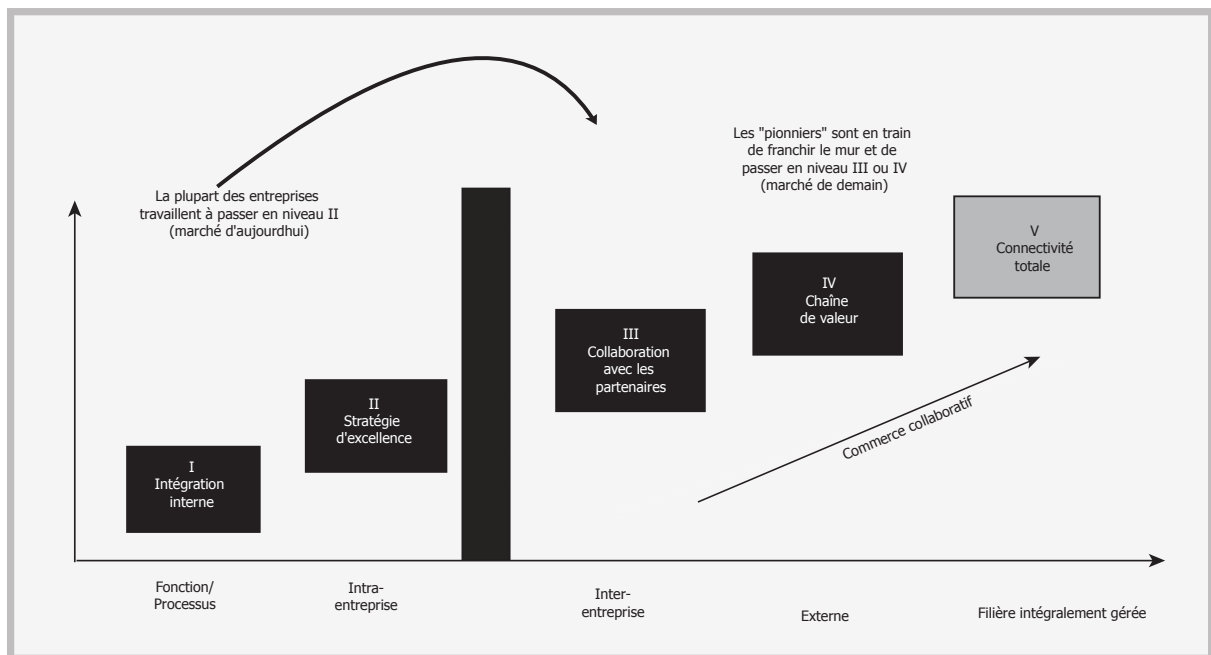 La plupart des entreprises
travaillent à passer en niveau II
(marché d'aujourdhui)
Les "pionniers" sont en train
de franchir le mur et de
passer en niveau III ou IV
(marché de demain)
I
Intégration
interne
II
Stratégie
d'excellence
III
Collaboration
avec les
partenaires
IV
Chaîne
de valeur
V
Connectivité
totale
Commerce collaboratif
Fonction/
Processus
Intra-
entreprise
Inter-
entreprise
Externe
Filière intégralement gérée